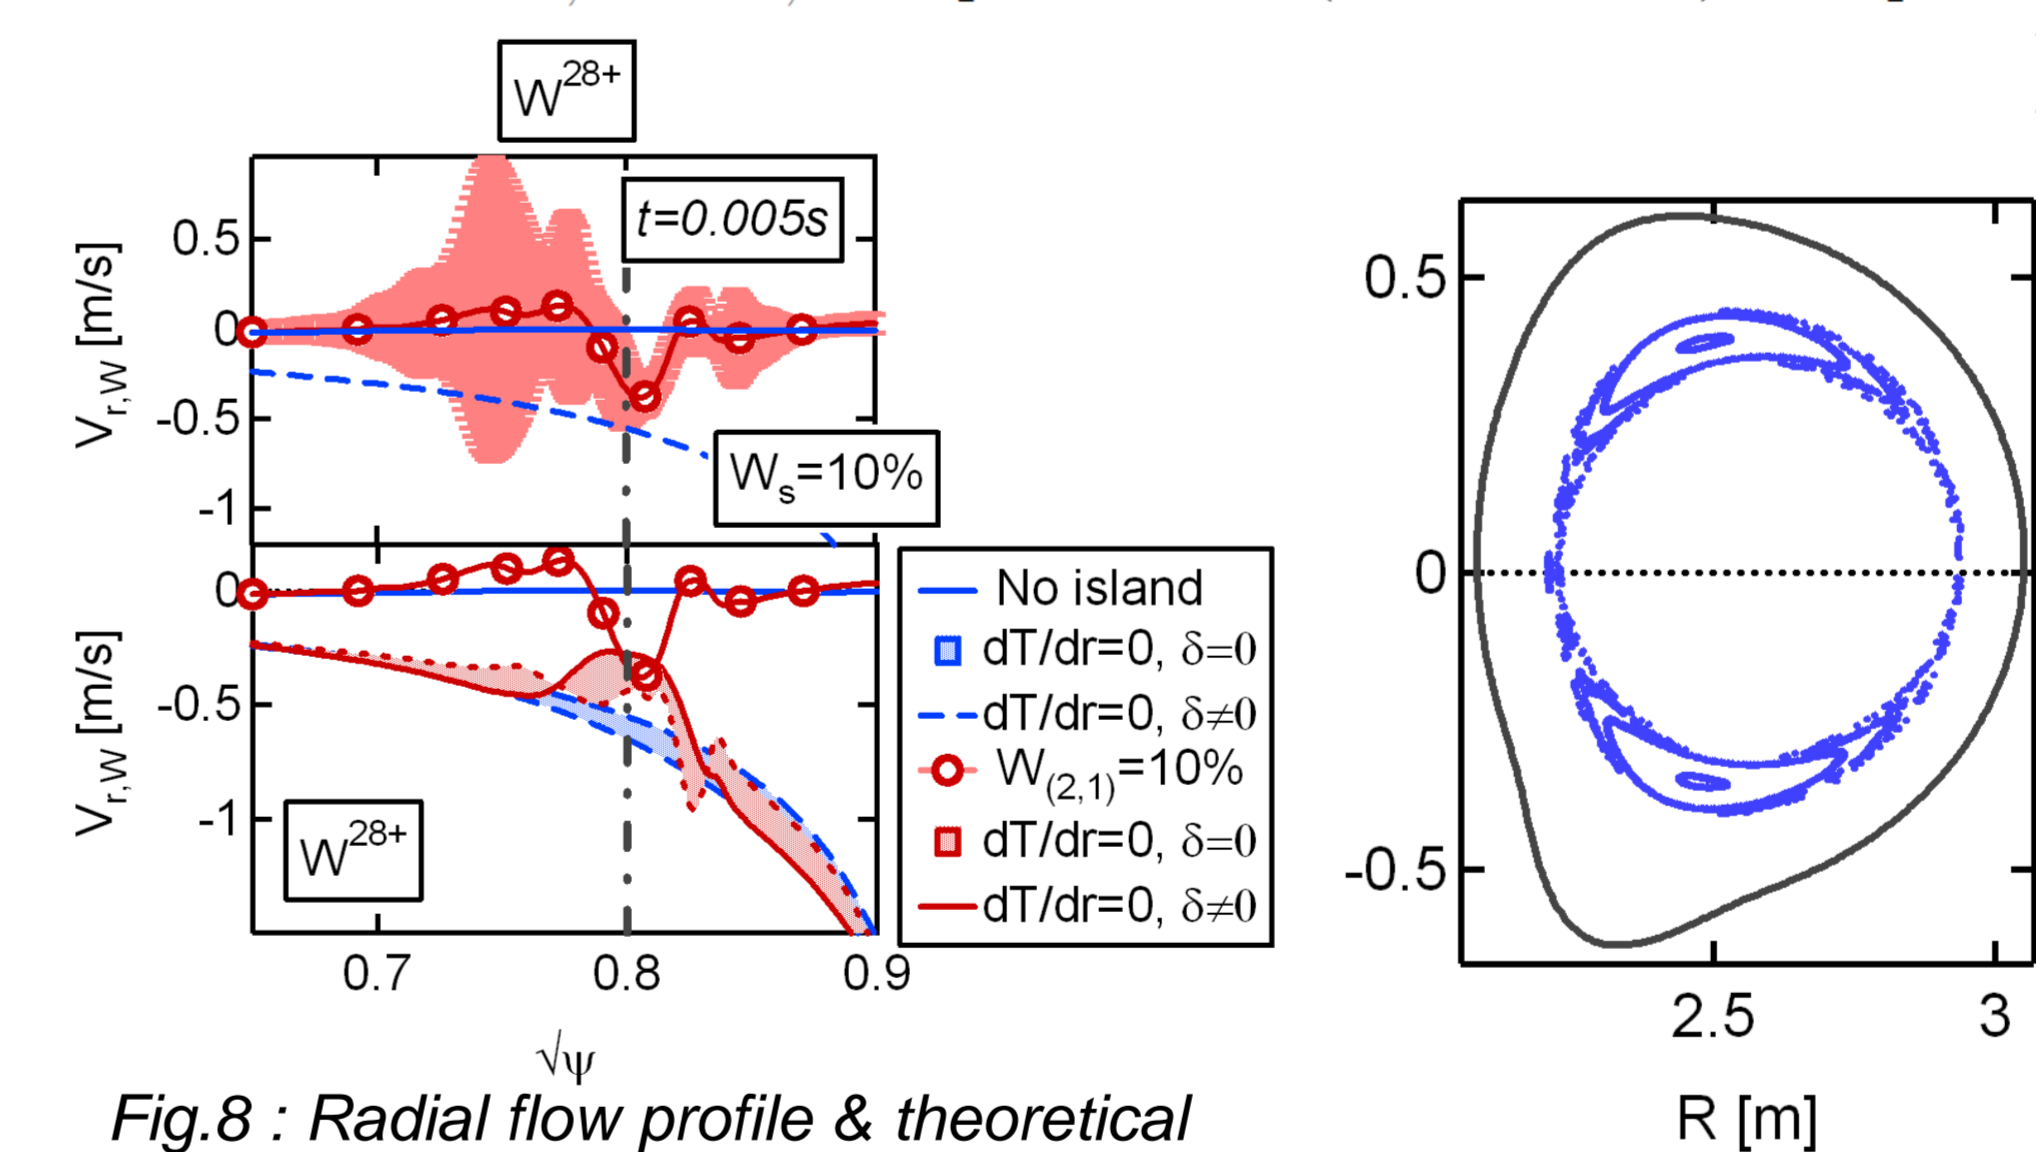 W28+
t=0.005s
0.5
0
-0.5
-1
Vr,W [m/s]
Ws=10%
0
-0.5
-1
Vr,W [m/s]
W28+
0.7
0.8
0.9
√ψ
No island
dT/dr=0, δ=0
dT/dr=0, δ≠0
W(2,1)=10%
dT/dr=0, δ=0
dT/dr=0, δ≠0
Fig.8 : Radial flow profile & theoretical
0.5
0
-0.5
2.5
3
R [m]